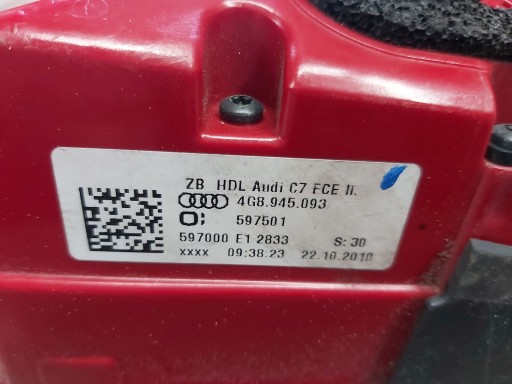 ZB HDL Audi C7 FCE li.
4G8.945.093
597501
597000 E1 2833 S: 30
xxxx 09:38.23 22.10.2010